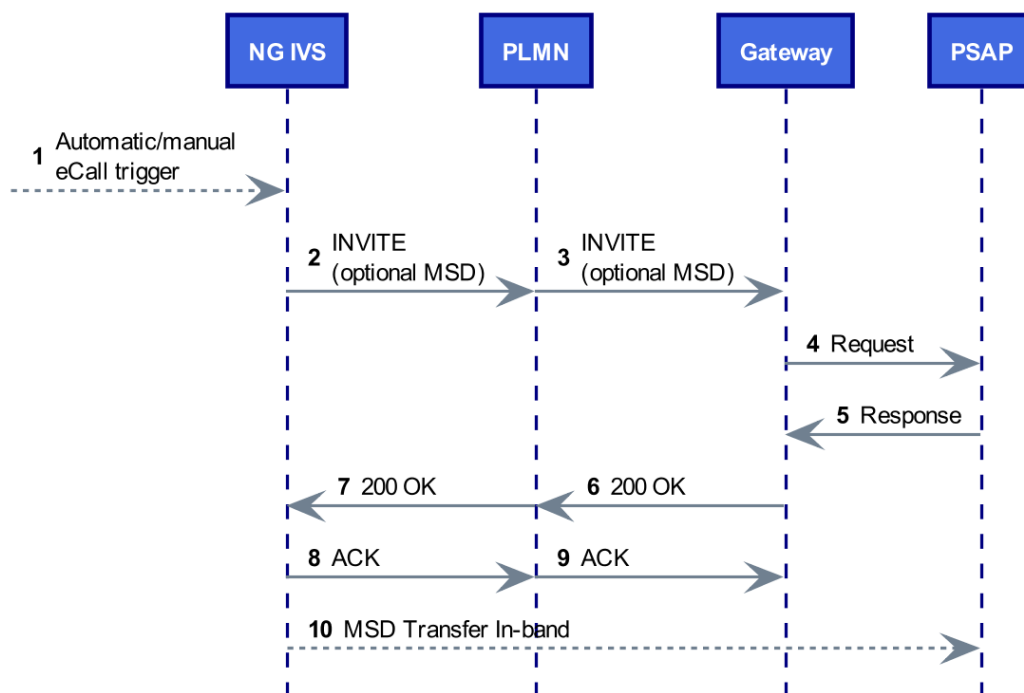 NG IVS PLMN Gateway PSAP
1 Automatic/manual
eCall trigger
2 INVITE
(optional MSD)
3 INVITE
(optional MSD)
4 Request
5 Response
7 200 OK
6 200 OK
8 ACK
9 ACK
10 MSD Transfer In-band